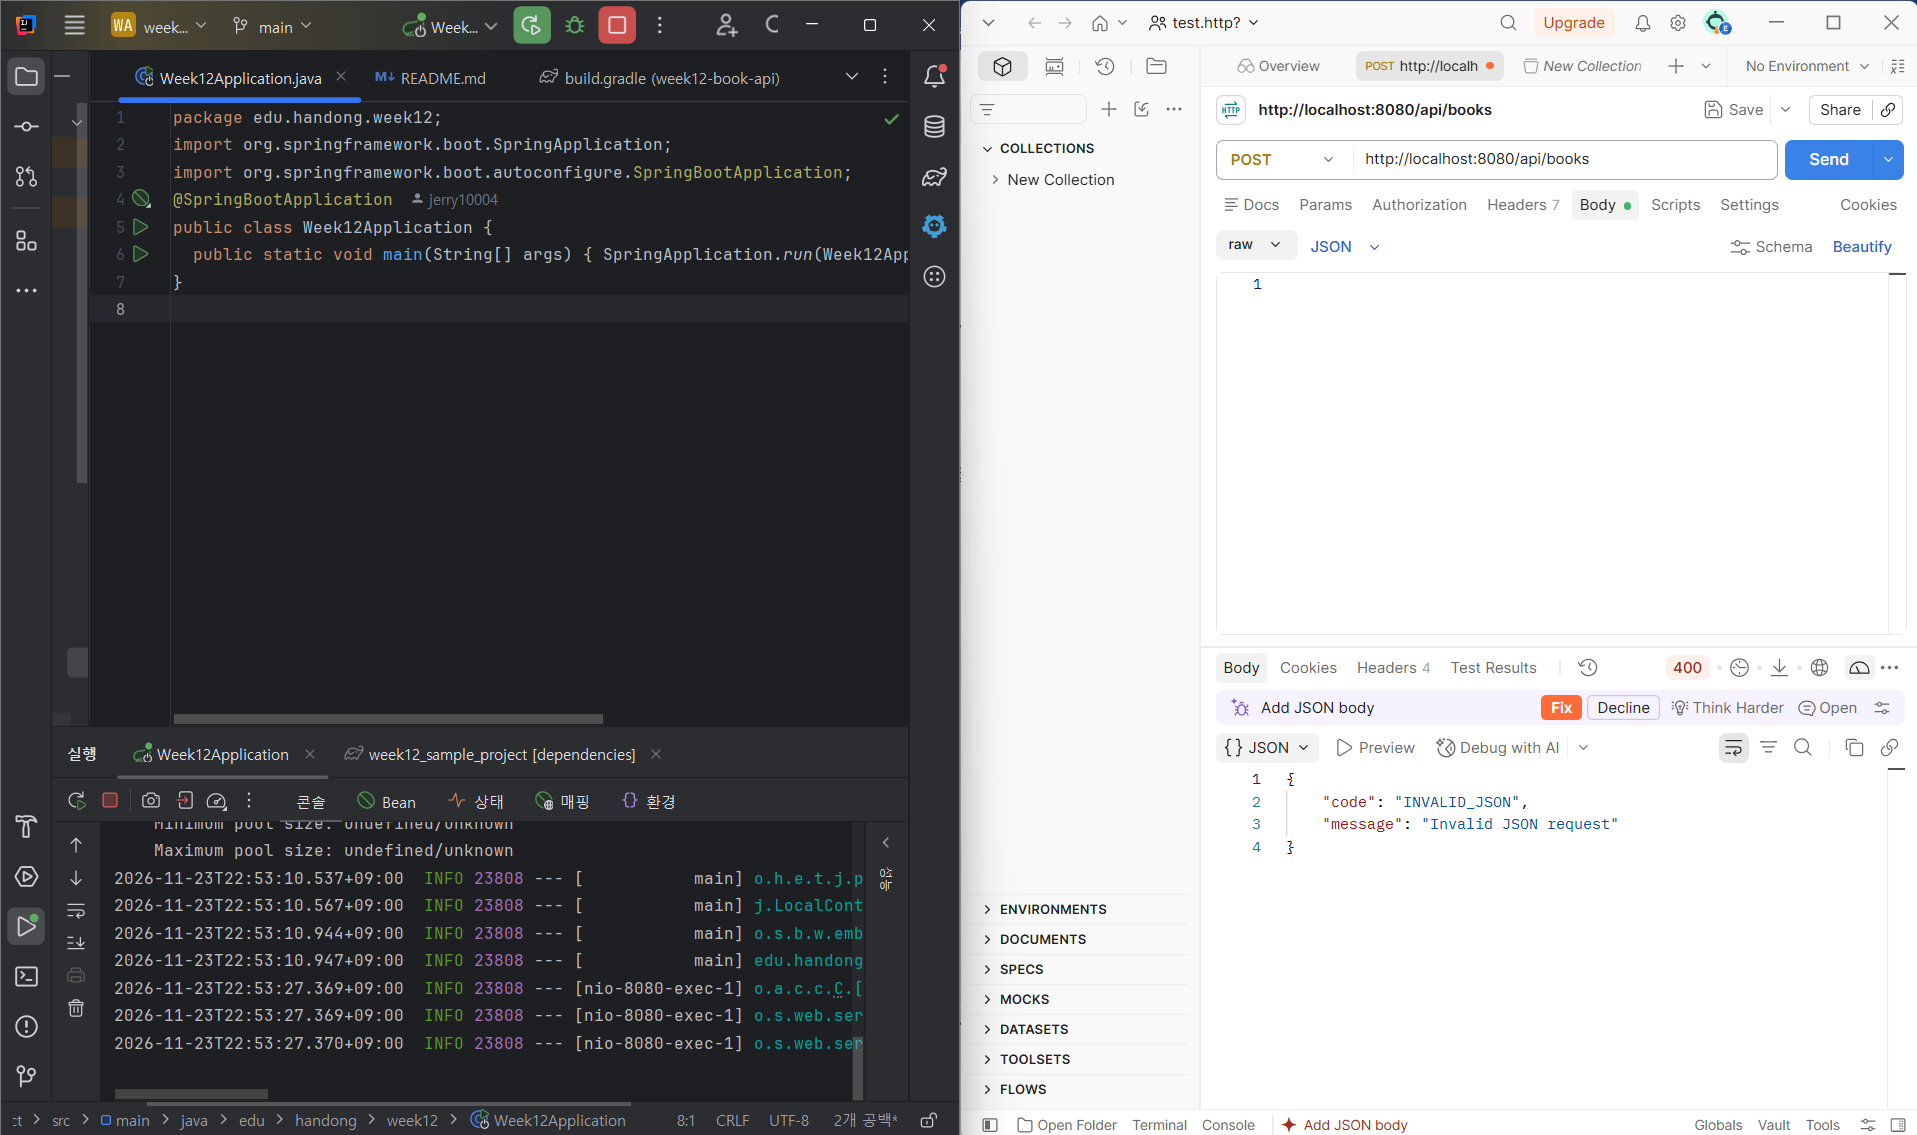 WA week... main Week...
Week12Application.java README.md build.gradle (week12-book-api)
1 package edu.handong.week12;
2 import org.springframework.boot.SpringApplication;
3 import org.springframework.boot.autoconfigure.SpringBootApplication;
4 @SpringBootApplication jerry10004
5 public class Week12Application {
6 public static void main(String[] args) { SpringApplication.run(Week12App
7 }
8
실행 Week12Application week12_sample_project [dependencies]
콘솔 Bean 상태 매핑 환경
Minimum pool size: undefined/unknown
Maximum pool size: undefined/unknown
2026-11-23T22:53:10.537+09:00 INFO 23808 --- [ main] o.h.e.t.j.p
2026-11-23T22:53:10.567+09:00 INFO 23808 --- [ main] j.LocalCont
2026-11-23T22:53:10.944+09:00 INFO 23808 --- [ main] o.s.b.w.emb
2026-11-23T22:53:10.947+09:00 INFO 23808 --- [ main] edu.handong
2026-11-23T22:53:27.369+09:00 INFO 23808 --- [nio-8080-exec-1] o.a.c.c.C.[
2026-11-23T22:53:27.369+09:00 INFO 23808 --- [nio-8080-exec-1] o.s.web.ser
2026-11-23T22:53:27.370+09:00 INFO 23808 --- [nio-8080-exec-1] o.s.web.ser
ct > src > main > java > edu > handong > week12 > Week12Application 8:1 CRLF UTF-8 2개 공백*
test.http? Upgrade
Overview POST http://localh New Collection No Environment
HTTP http://localhost:8080/api/books Save Share
COLLECTIONS
New Collection
POST http://localhost:8080/api/books Send
Docs Params Authorization Headers 7 Body Scripts Settings Cookies
raw JSON Schema Beautify
1
Body Cookies Headers 4 Test Results 400
Add JSON body Fix Decline Think Harder Open
{} JSON Preview Debug with AI
1 {
2 "code": "INVALID_JSON",
3 "message": "Invalid JSON request"
4 }
ENVIRONMENTS
DOCUMENTS
SPECS
MOCKS
DATASETS
TOOLSETS
FLOWS
Open Folder Terminal Console Add JSON body Globals Vault Tools